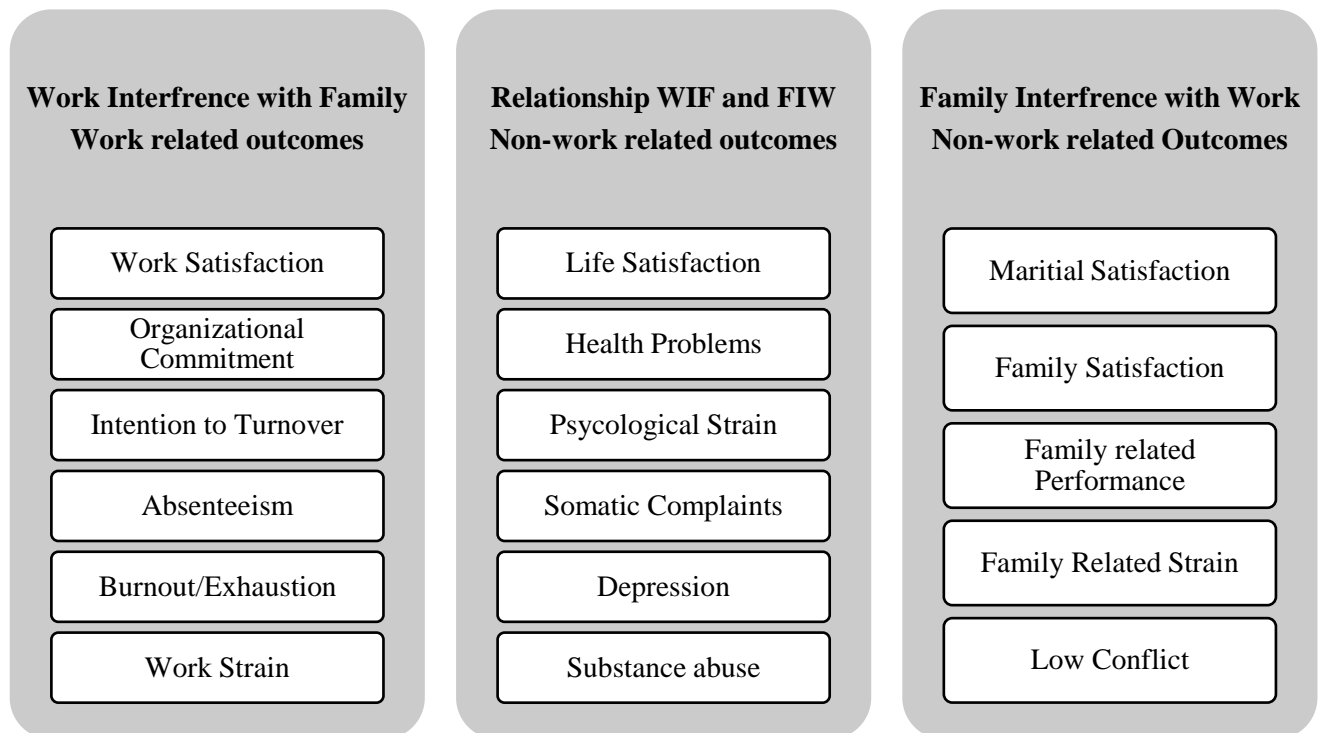 Work Interfrence with Family
Work related outcomes
Work Satisfaction
Organizational
Commitment
Intention to Turnover
Absenteeism
Burnout/Exhaustion
Work Strain
Relationship WIF and FIW
Non-work related outcomes
Life Satisfaction
Health Problems
Psycological Strain
Somatic Complaints
Depression
Substance abuse
Family Interfrence with Work
Non-work related Outcomes
Maritial Satisfaction
Family Satisfaction
Family related
Performance
Family Related Strain
Low Conflict